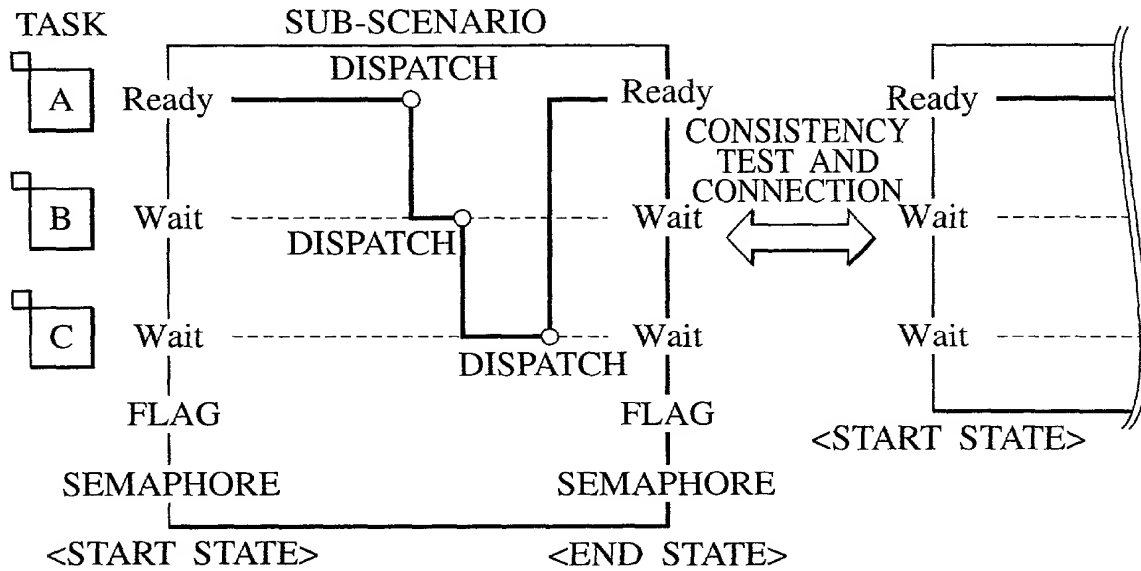 TASK
SUB-SCENARIO
DISPATCH
A
Ready
Ready
Ready
CONSISTENCY
TEST AND
CONNECTION
B
Wait
Wait
Wait
DISPATCH
C
Wait
Wait
Wait
DISPATCH
FLAG
FLAG
<START STATE>
SEMAPHORE
SEMAPHORE
<START STATE>
<END STATE>